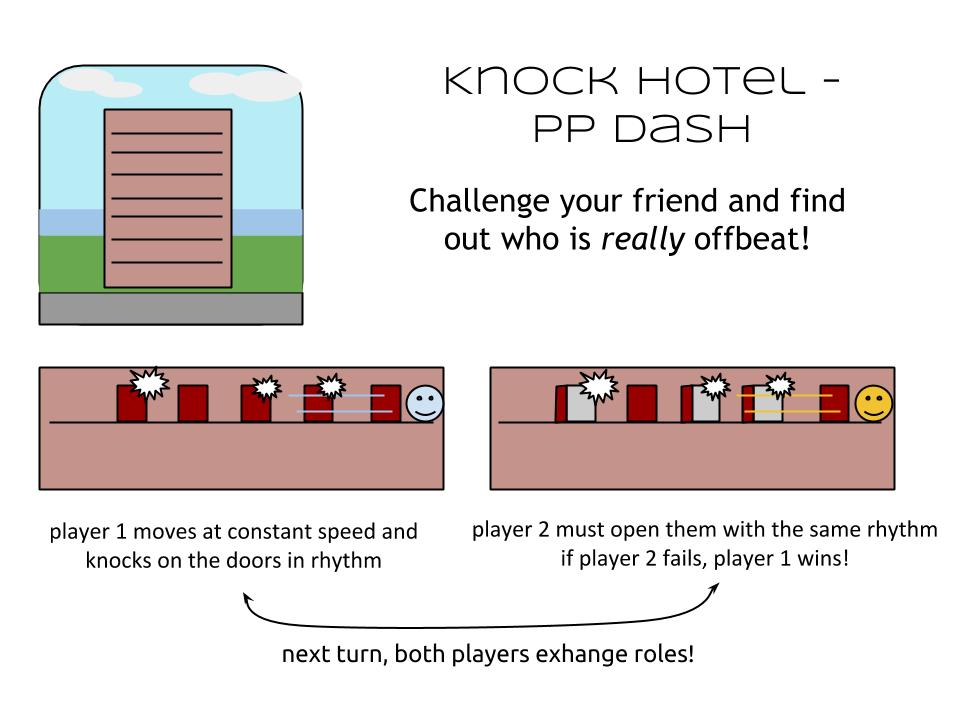 Knock Hotel -
PP Dash
Challenge your friend and find
out who is really offbeat!
player 1 moves at constant speed and
knocks on the doors in rhythm
player 2 must open them with the same rhythm
if player 2 fails, player 1 wins!
next turn, both players exhange roles!